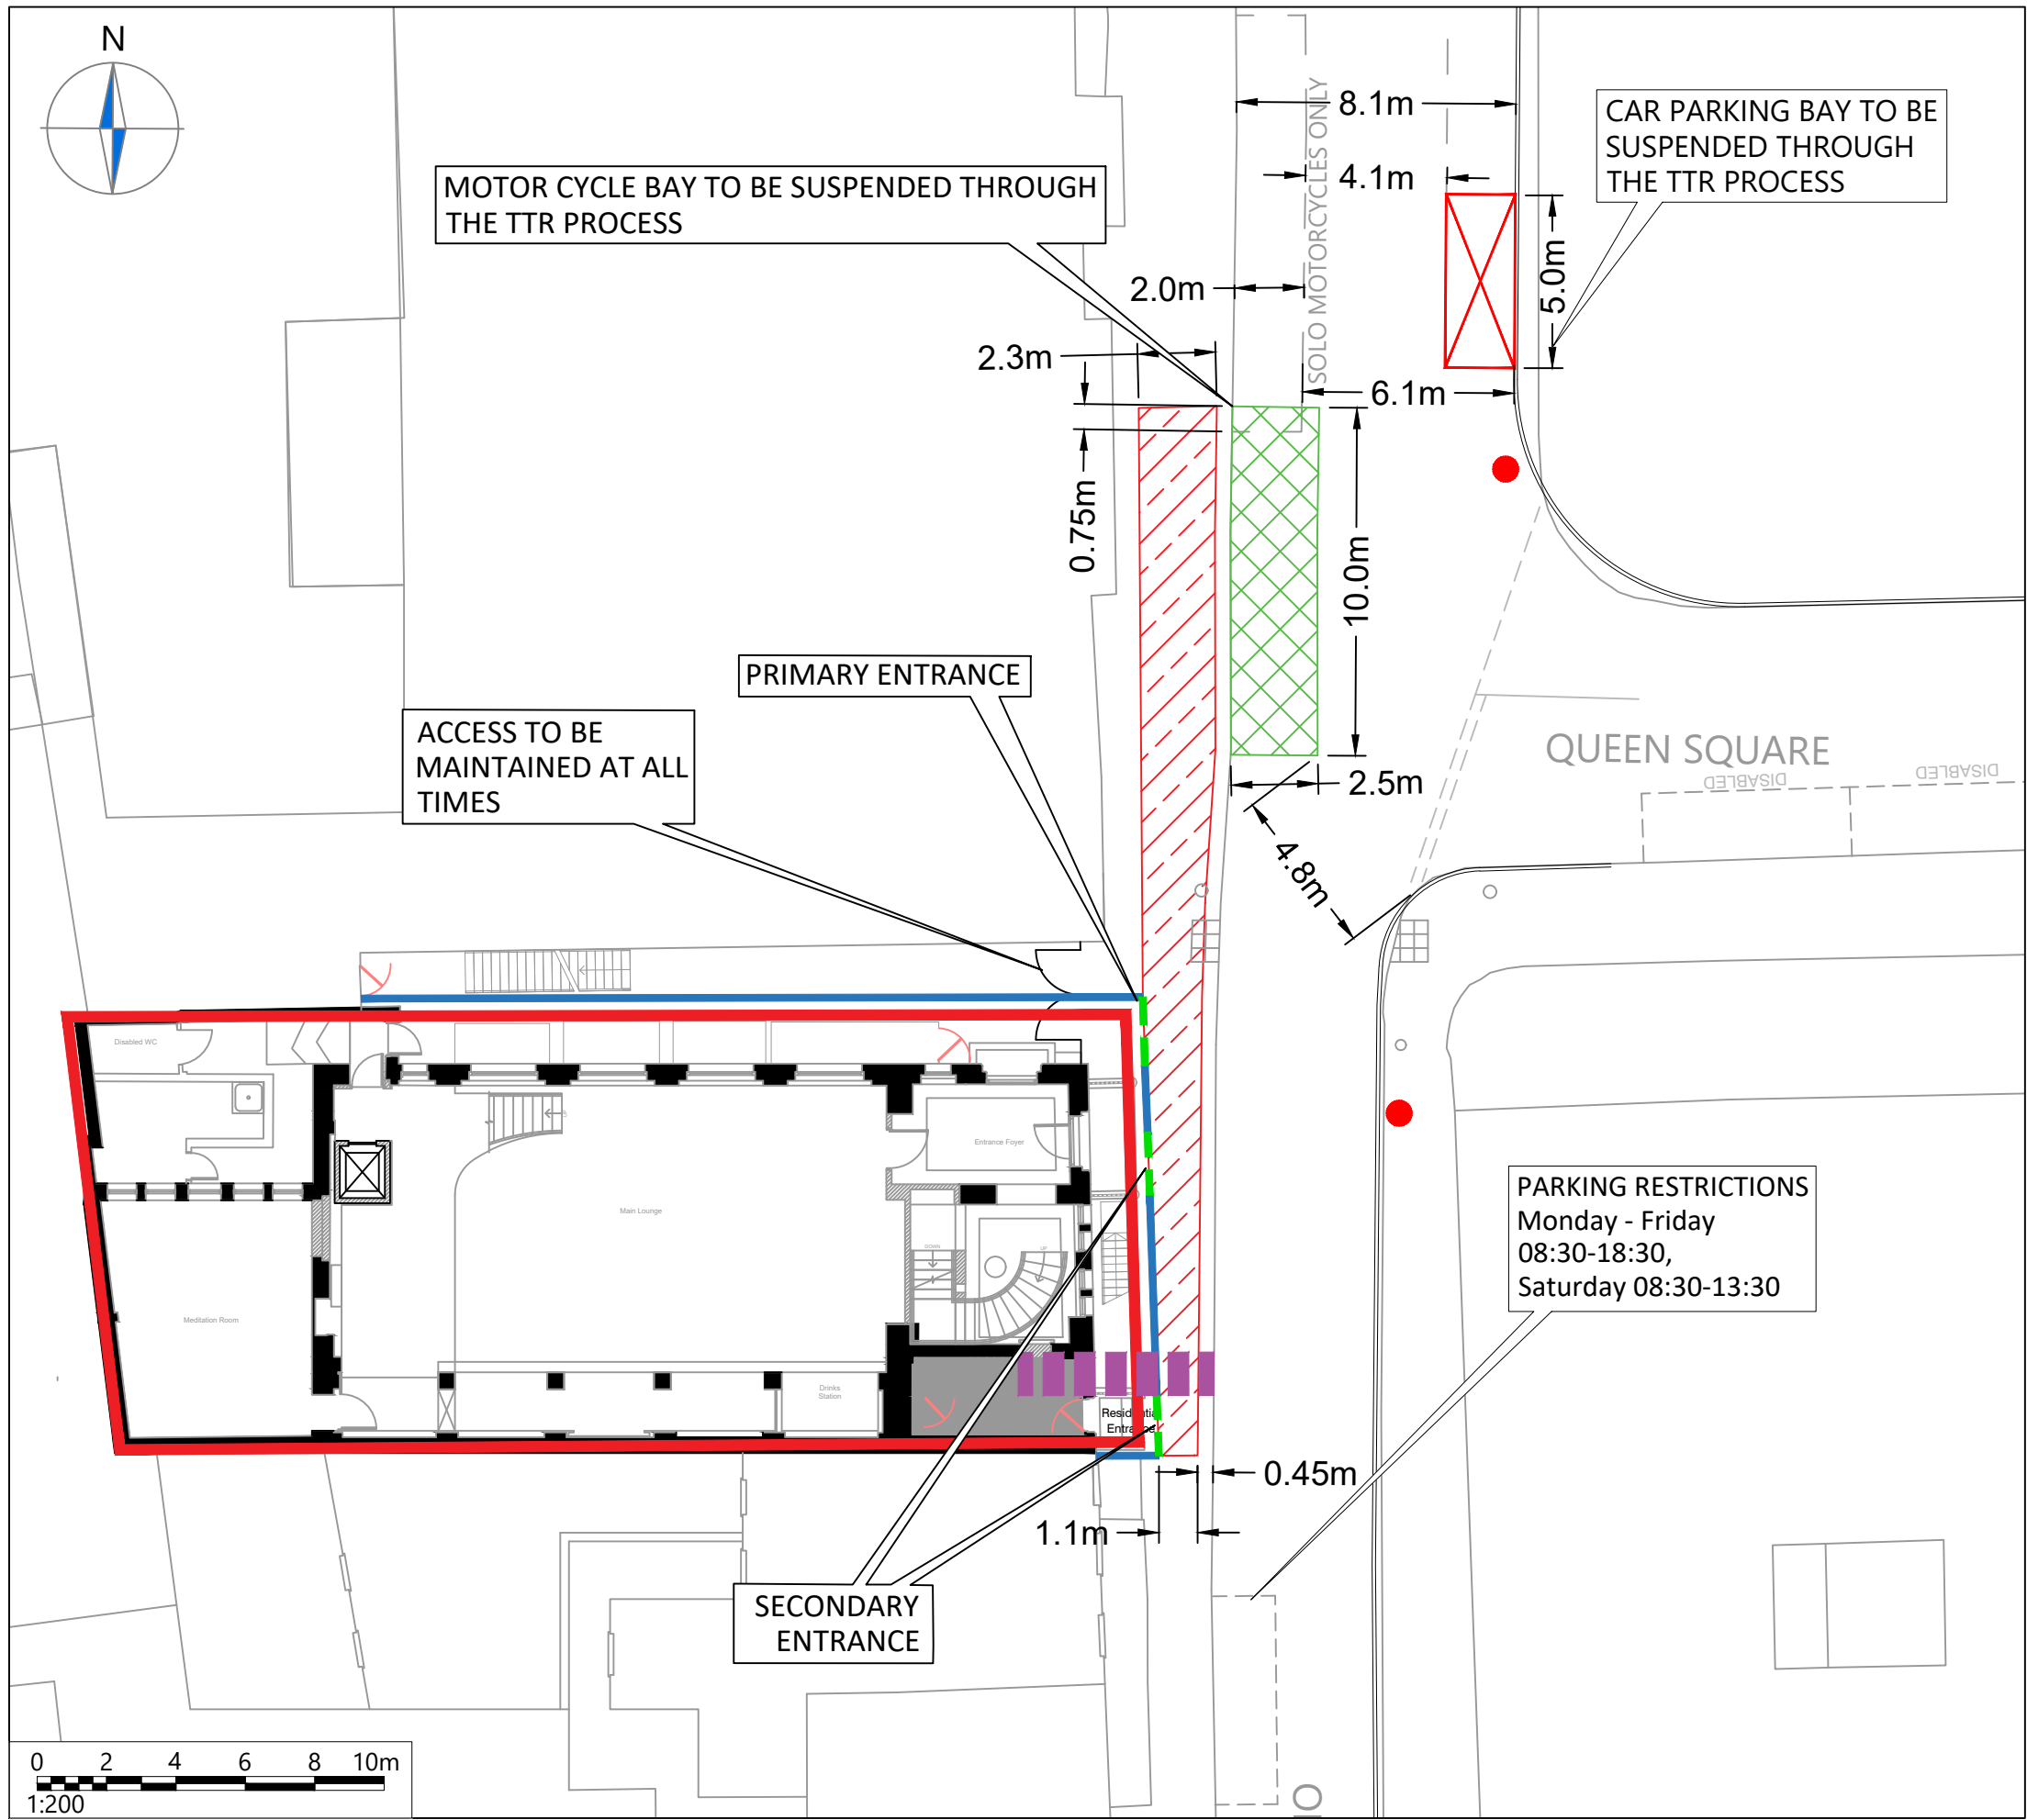 N
8.1m
CAR PARKING BAY TO BE
SUSPENDED THROUGH
THE TTR PROCESS
MOTOR CYCLE BAY TO BE SUSPENDED THROUGH
THE TTR PROCESS
4.1m
SOLO MOTORCYCLES ONLY
5.0m
2.0m
2.3m
6.1m
0.75m
10.0m
PRIMARY ENTRANCE
ACCESS TO BE
MAINTAINED AT ALL
TIMES
QUEEN SQUARE
DISABLED
DISABLED
2.5m
4.8m
Disabled WC
Entrance Foyer
Main Lounge
PARKING RESTRICTIONS
Monday - Friday
08:30-18:30,
Saturday 08:30-13:30
DOWN
UP
Meditation Room
Drinks
Station
Residential
Entrance
0.45m
1.1m
SECONDARY
ENTRANCE
0 2 4 6 8 10m
1:200